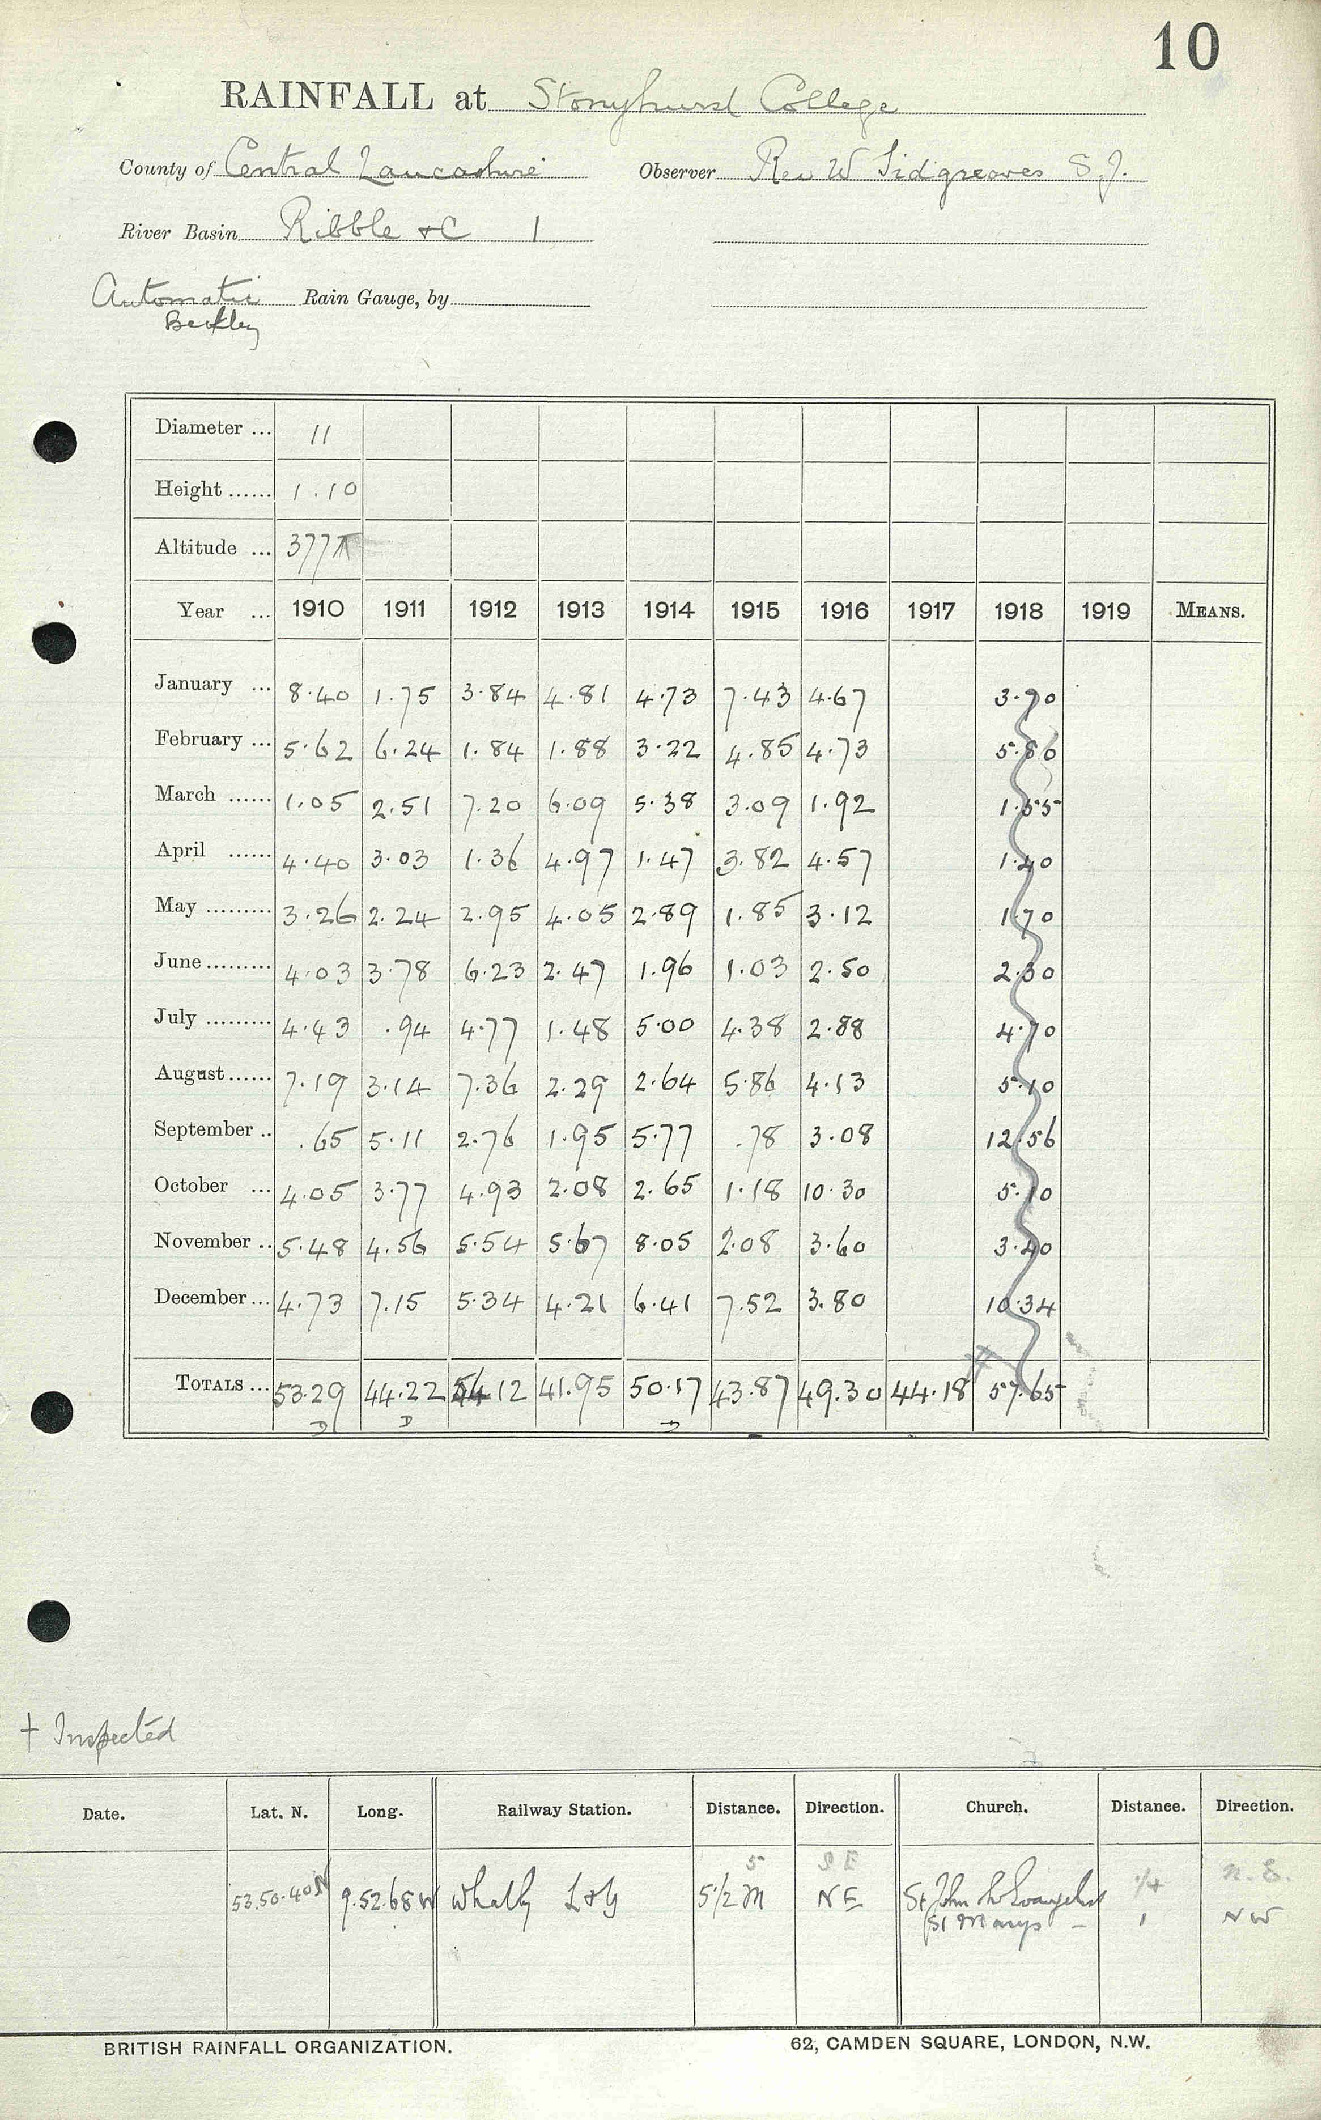 10
RAINFALL at Stonyhurst College
County of Central Lancashire Observer Rev W Sidgreaves S.J.
River Basin Ribble &C 1
Automatic Rain Gauge, by
Beckley
Diameter ... 11
Height ...... 1.10
Altitude ... 377
Year ... 1910 1911 1912 1913 1914 1915 1916 1917 1918 1919 MEANS.
January ... 8.40 1.75 3.84 4.81 4.73 7.43 4.67 3.70
February ... 5.62 6.24 1.84 1.88 3.22 4.85 4.73 5.80
March ...... 1.05 2.51 7.20 6.09 5.38 3.09 1.92 1.55
April ...... 4.40 3.03 1.36 4.97 1.47 3.82 4.57 1.40
May ......... 3.26 2.24 2.95 4.05 2.89 1.85 3.12 1.70
June ......... 4.03 3.78 6.23 2.47 1.96 1.03 2.50 2.30
July ......... 4.43 .94 4.77 1.48 5.00 4.38 2.88 4.70
August ...... 7.19 3.14 7.36 2.29 2.64 5.86 4.13 5.10
September .. .65 5.11 2.76 1.95 5.77 .78 3.08 12.56
October ... 4.05 3.77 4.93 2.08 2.65 1.18 10.30 5.10
November .. 5.48 4.56 5.54 5.67 8.05 2.08 3.60 3.40
December ... 4.73 7.15 5.34 4.21 6.41 7.52 3.80 10.34
TOTALS ... 53.29 44.22 54.12 41.95 50.17 43.87 49.30 44.18 57.65
† Inspected
Date. Lat. N. Long. Railway Station. Distance. Direction. Church. Distance. Direction.
5 S E 1/4 N.E.
53.50.40N 9.52.68W Whally L&Y 5 1/2 M NE St John the Evangelist
St Marys - 1 NW
BRITISH RAINFALL ORGANIZATION. 62, CAMDEN SQUARE, LONDON, N.W.